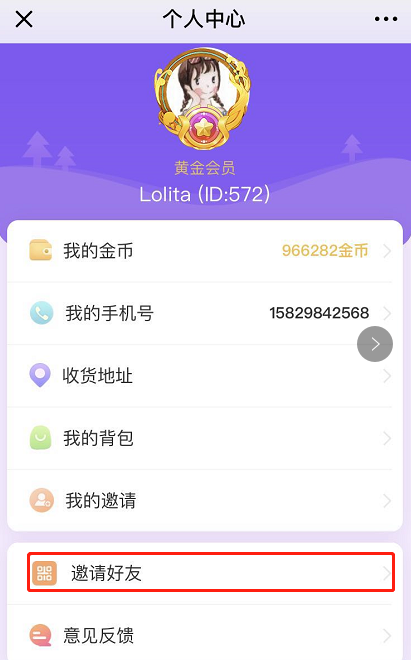 个人中心
黄金会员
Lolita (ID:572)
我的金币
966282金币
我的手机号
15829842568
收货地址
我的背包
我的邀请
邀请好友
意见反馈